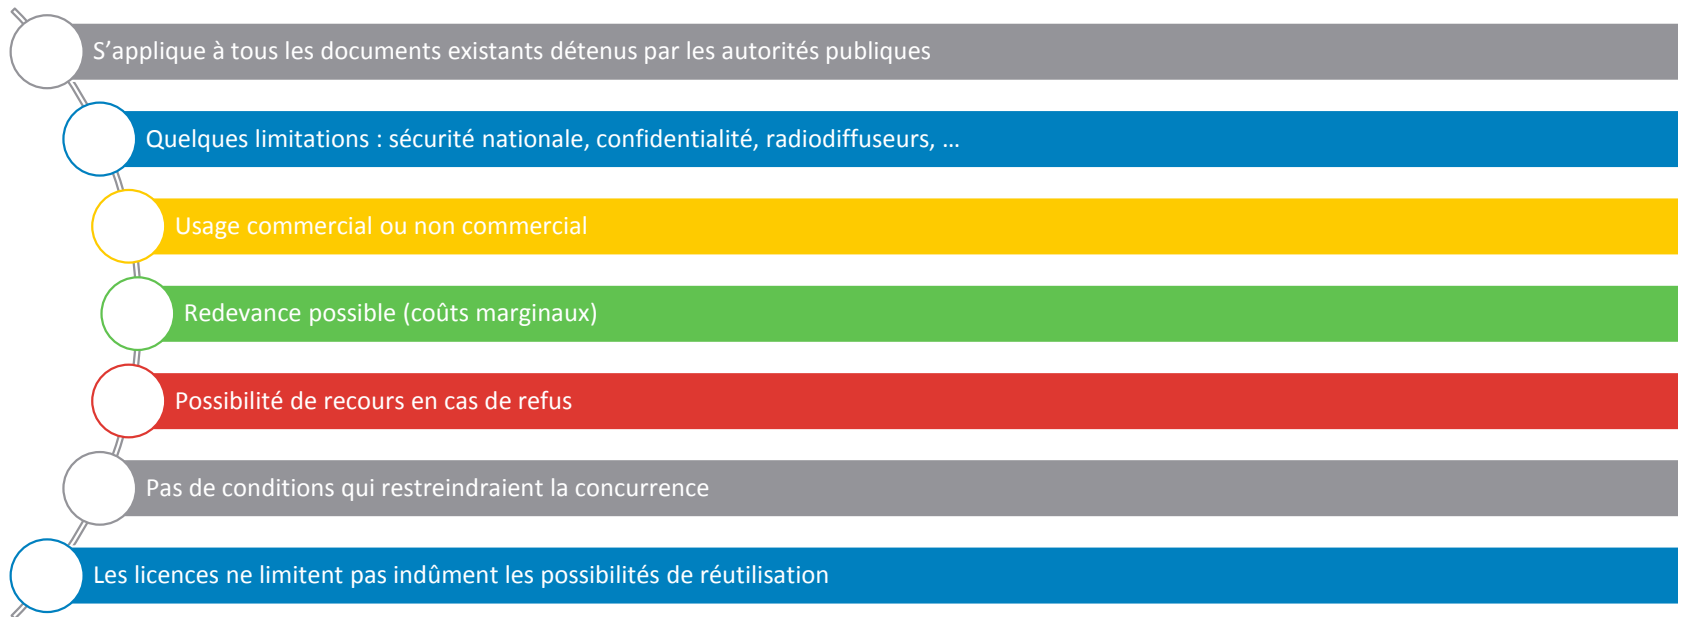 S’applique à tous les documents existants détenus par les autorités publiques
Quelques limitations : sécurité nationale, confidentialité, radiodiffuseurs, …
Usage commercial ou non commercial
Redevance possible (coûts marginaux)
Possibilité de recours en cas de refus
Pas de conditions qui restreindraient la concurrence
Les licences ne limitent pas indûment les possibilités de réutilisation